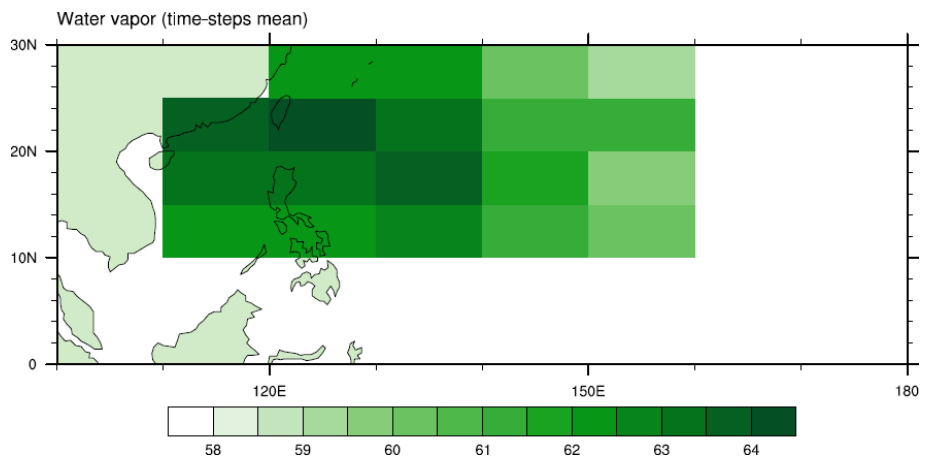 Water vapor (time-steps mean)
30N
20N
10N
0
120E 150E 180
58 59 60 61 62 63 64